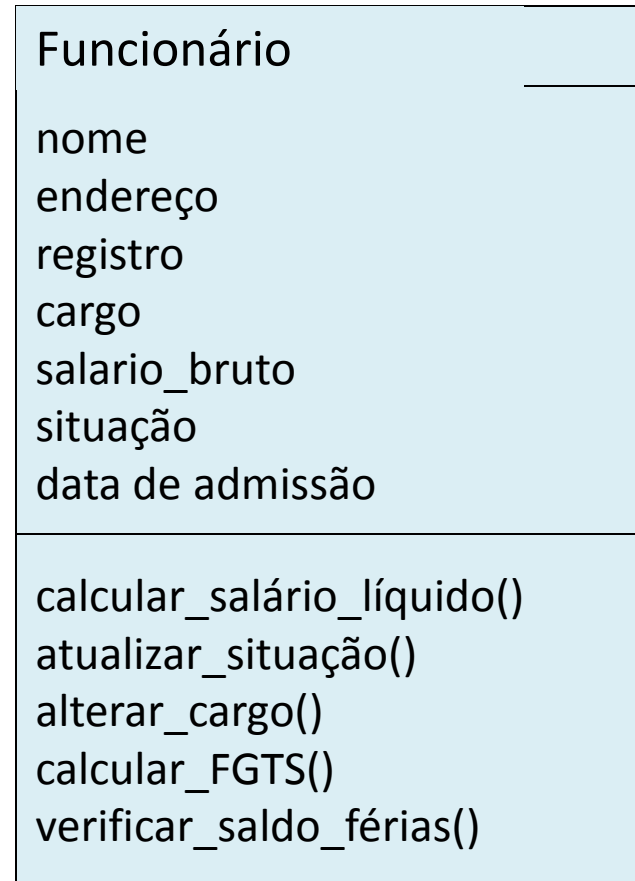 Funcionário
nome
endereço
registro
cargo
salario_bruto
situação
data de admissão
calcular_salário_líquido()
atualizar_situação()
alterar_cargo()
calcular_FGTS()
verificar_saldo_férias()